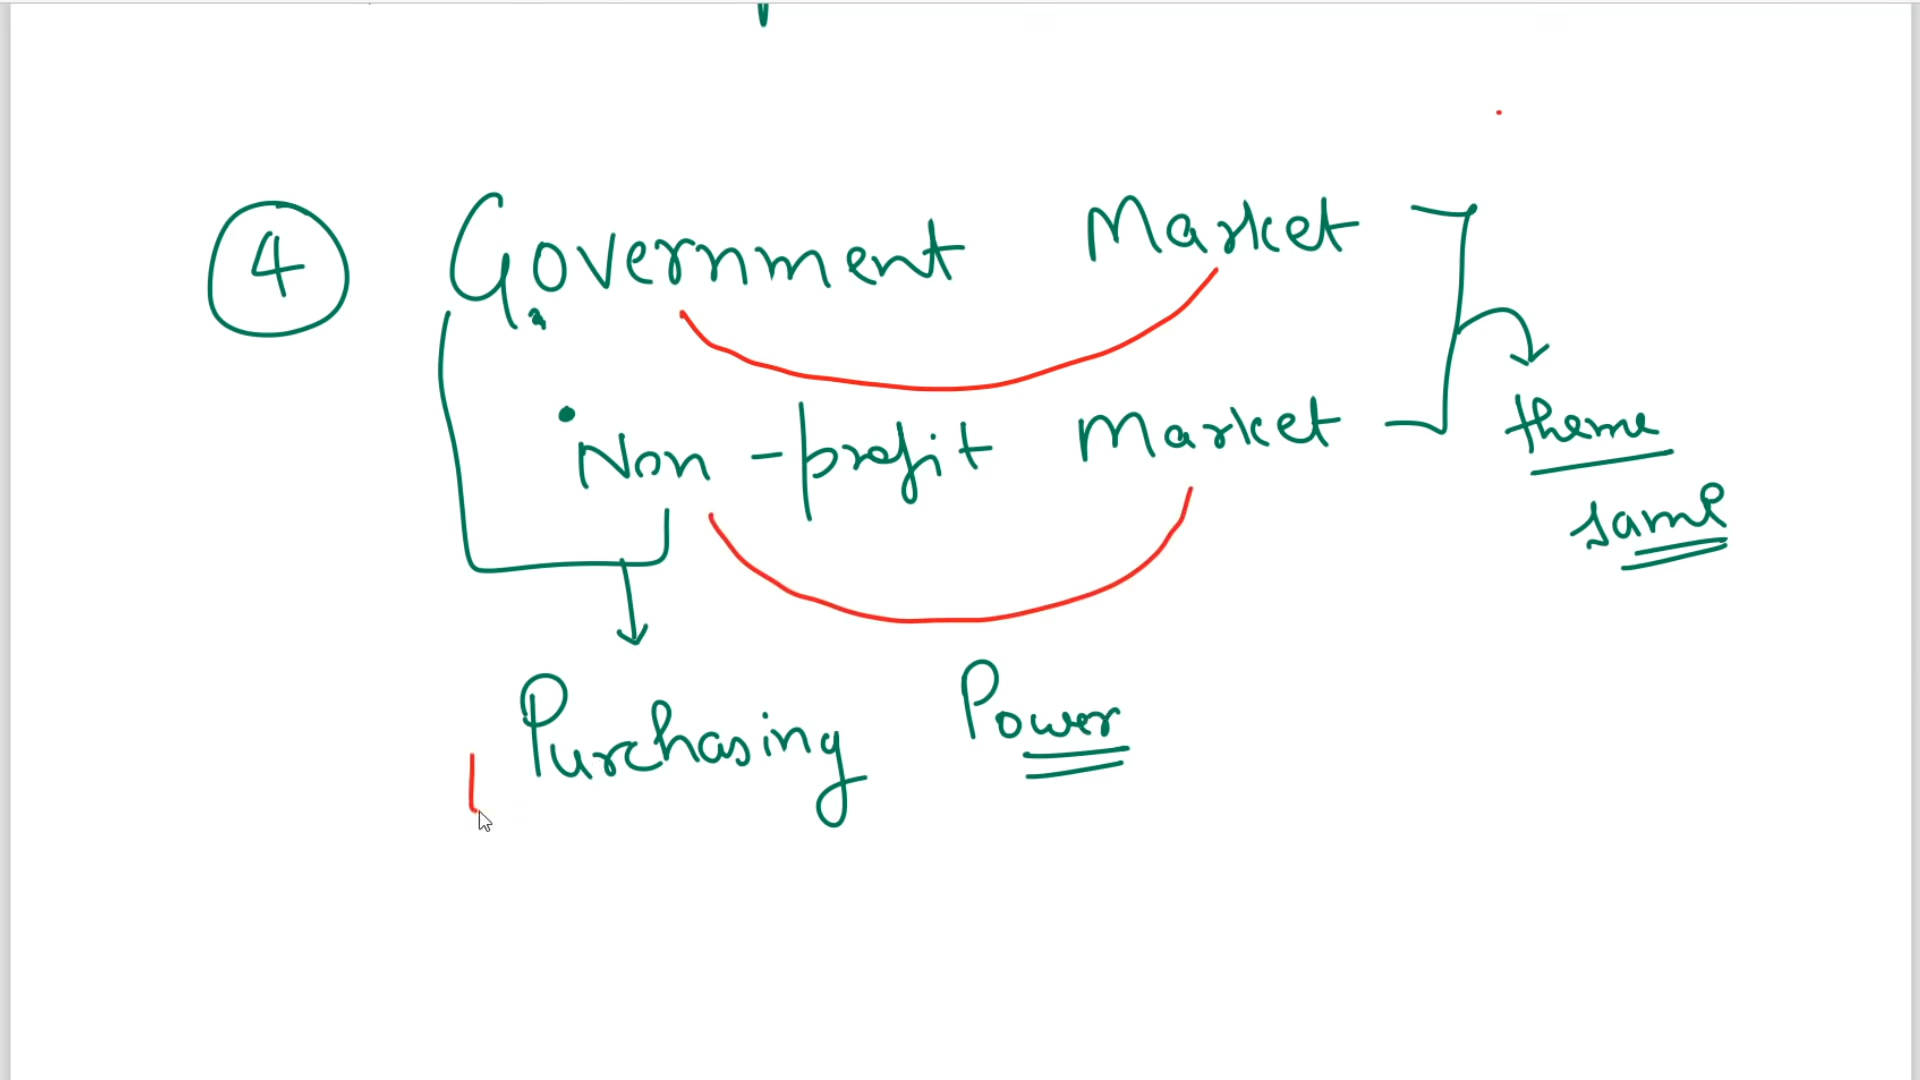 4 Government Market
Non-profit Market
theme
same
Purchasing Power